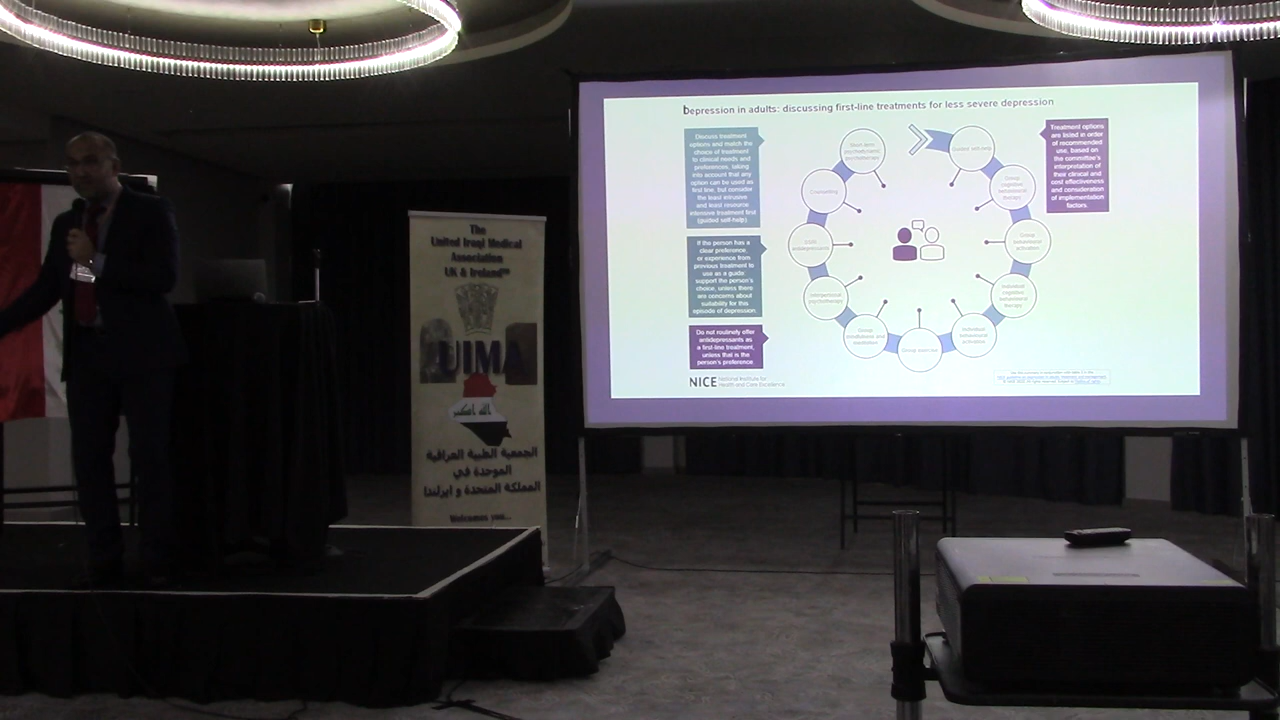 The
United Iraqi Medical
Association
UK & Ireland
UIMA
الله اكبر
الجمعية الطبية العراقية
الموحدة في
المملكة المتحدة و ايرلندا
Welcomes you...
Depression in adults: discussing first-line treatments for less severe depression
Discuss treatment
options and match the
choice of treatment
to clinical needs and
preferences, taking
into account that any
option can be used as
first line, but consider
the least intrusive
and least resource
intensive treatment first
(guided self-help)
If the person has a
clear preference,
or experience from
previous treatment to
use as a guide:
support the person's
choice, unless there
are concerns about
suitability for this
episode of depression.
Do not routinely offer
antidepressants as
a first-line treatment,
unless that is the
person's preference
Guided self-help
Group
cognitive
behavioural
therapy
Group
behavioural
activation
Individual
cognitive
behavioural
therapy
Individual
behavioural
activation
Group exercise
Group
mindfulness and
meditation
Interpersonal
psychotherapy
SSRI
antidepressants
Counselling
Short-term
psychodynamic
psychotherapy
Treatment options
are listed in order
of recommended
use, based on
the committee's
interpretation of
their clinical and
cost effectiveness
and consideration
of implementation
factors.
NICE National Institute for
Health and Care Excellence